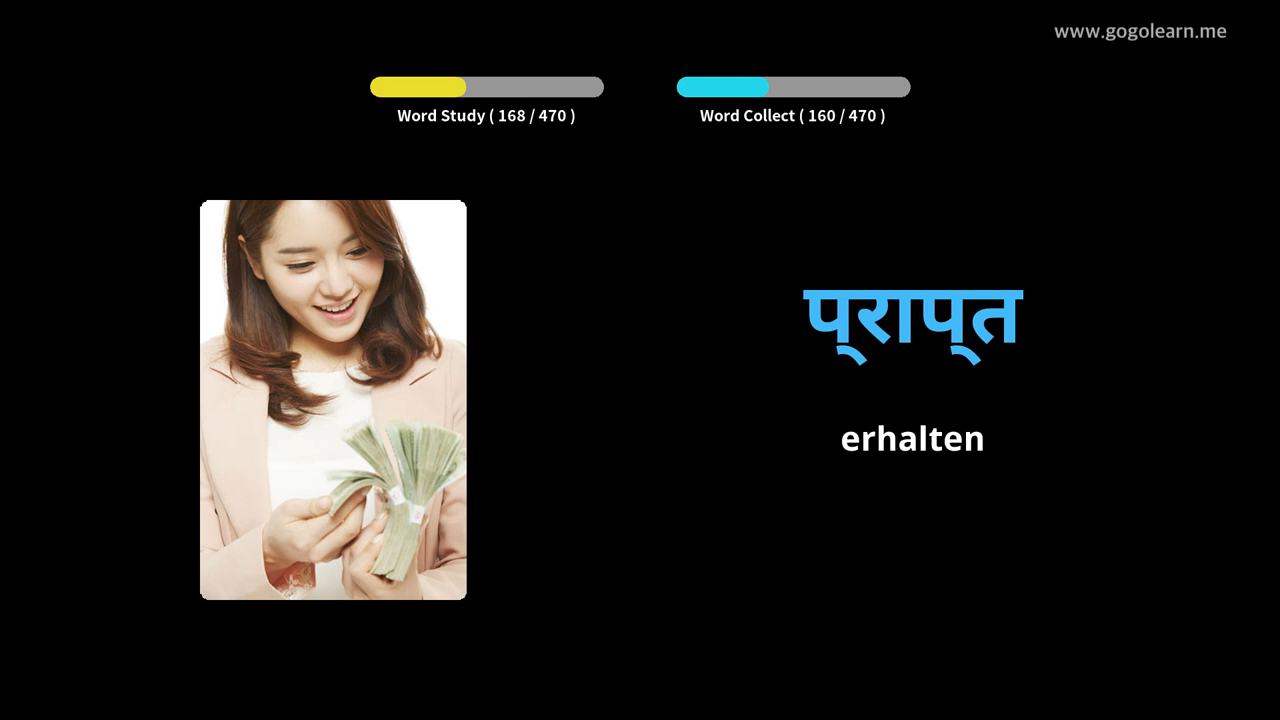 www.gogolearn.me
Word Study ( 168 / 470 )
Word Collect ( 160 / 470 )
प्राप्त
erhalten